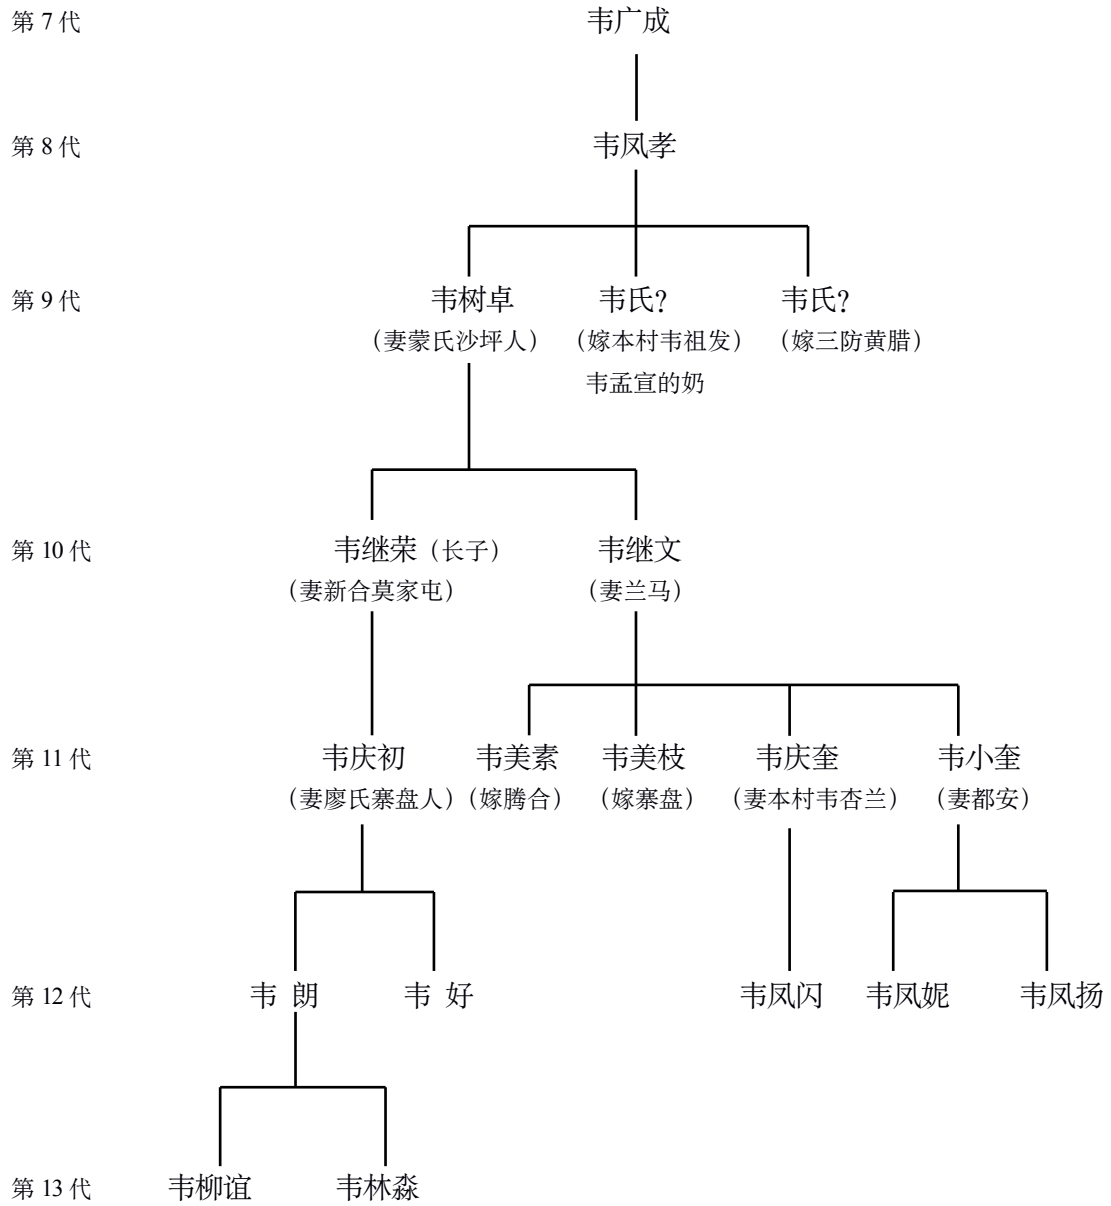 第 7 代 韦广成
第 8 代 韦凤孝
第 9 代 韦树卓 韦氏？ 韦氏？
（妻蒙氏沙坪人） （嫁本村韦祖发） （嫁三防黄腊）
韦孟宣的奶
第 10 代 韦继荣（长子） 韦继文
（妻新合莫家屯） （妻兰马）
第 11 代 韦庆初 韦美素 韦美枝 韦庆奎 韦小奎
（妻廖氏寨盘人）（嫁腾合） （嫁寨盘） （妻本村韦杏兰） （妻都安）
第 12 代 韦 朗 韦 好 韦凤闪 韦凤妮 韦凤扬
第 13 代 韦柳谊 韦林淼